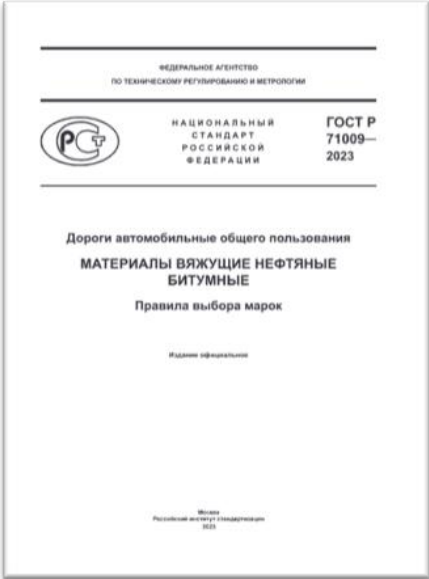 ФЕДЕРАЛЬНОЕ АГЕНТСТВО
ПО ТЕХНИЧЕСКОМУ РЕГУЛИРОВАНИЮ И МЕТРОЛОГИИ
НАЦИОНАЛЬНЫЙ
СТАНДАРТ
РОССИЙСКОЙ
ФЕДЕРАЦИИ
ГОСТ Р
71009—
2023
Дороги автомобильные общего пользования
МАТЕРИАЛЫ ВЯЖУЩИЕ НЕФТЯНЫЕ
БИТУМНЫЕ
Правила выбора марок
Издание официальное
Москва
Российский институт стандартизации
2023